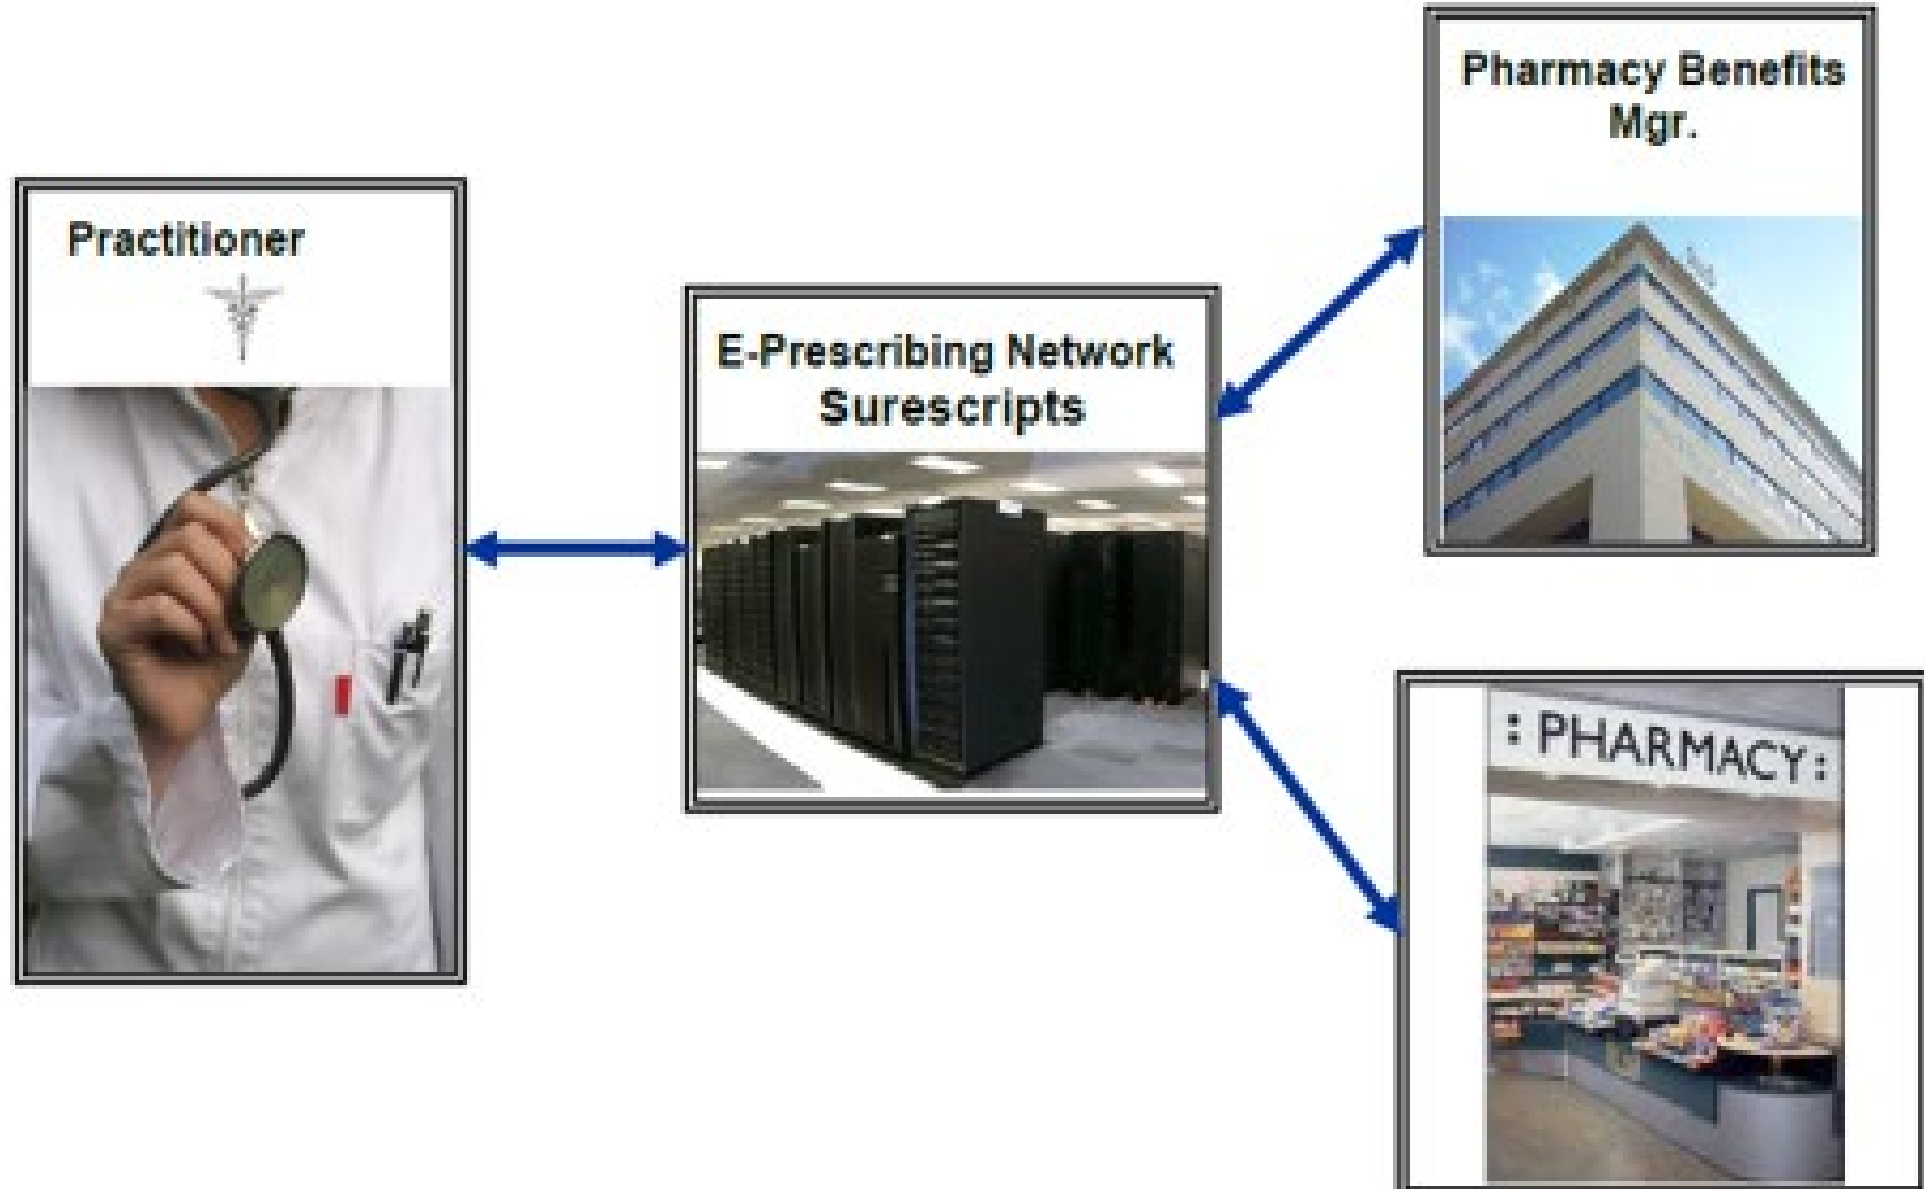 Practitioner
E-Prescribing Network
Surescripts
Pharmacy Benefits
Mgr.
: PHARMACY: